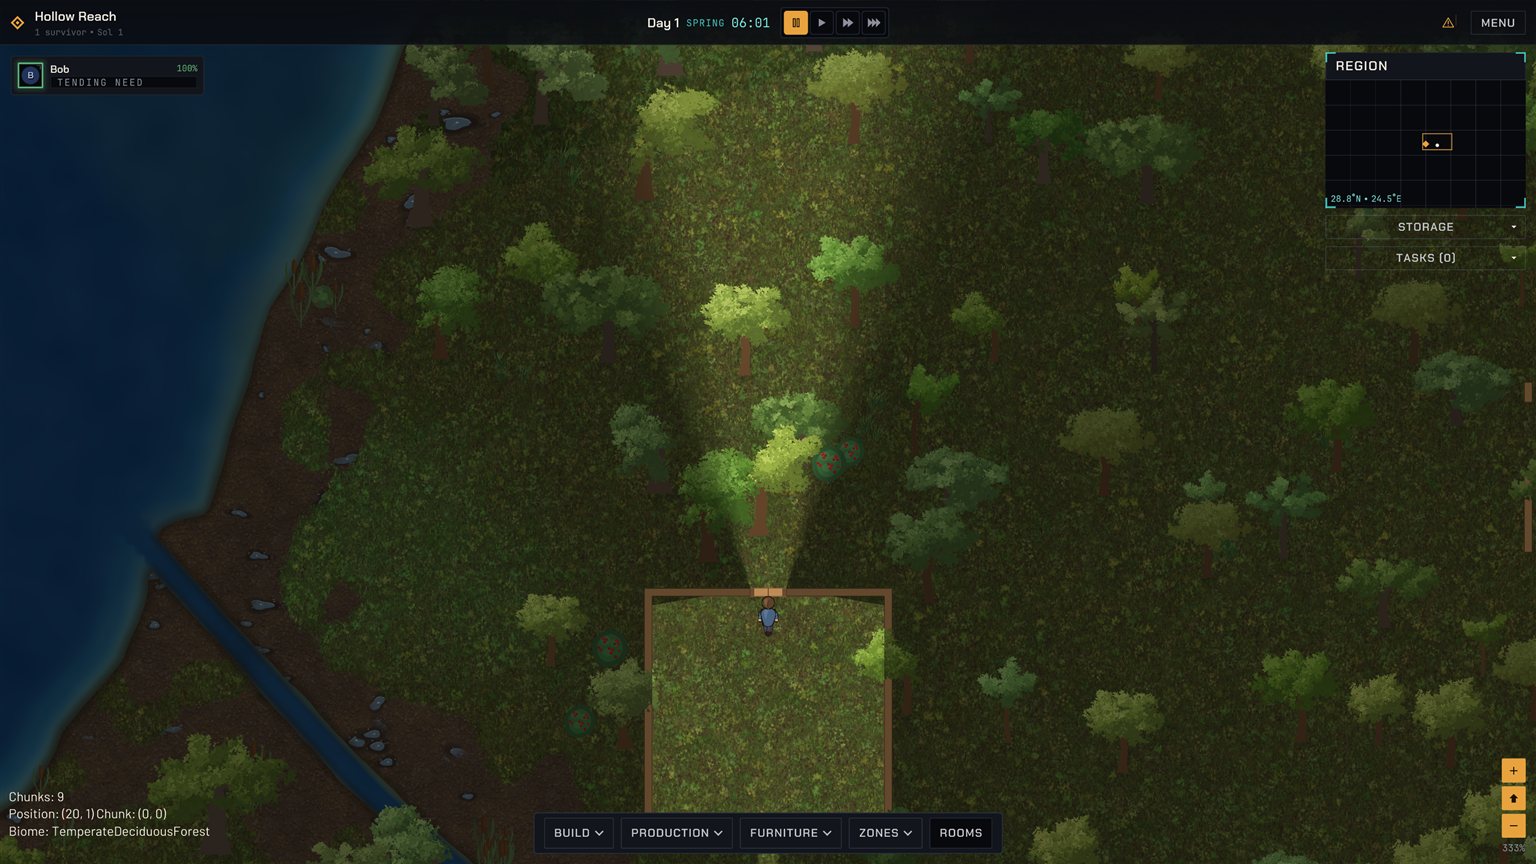 Hollow Reach
1 survivor • Sol 1
Day 1 SPRING 06:01
MENU
B
Bob
100%
TENDING NEED
REGION
28.8°N • 24.5°E
STORAGE
TASKS (0)
Chunks: 9
Position: (20, 1) Chunk: (0, 0)
Biome: TemperateDeciduousForest
BUILD
PRODUCTION
FURNITURE
ZONES
ROOMS
333%